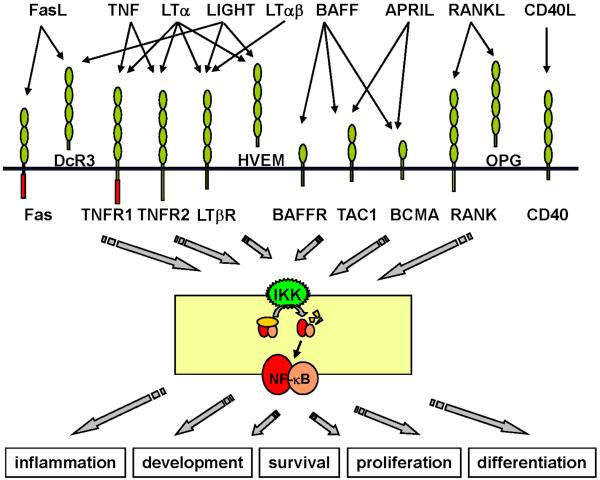 FasL TNF LTα LIGHT LTαβ BAFF APRIL RANKL CD40L
DcR3 HVEM OPG
Fas TNFR1 TNFR2 LTβR BAFFR TAC1 BCMA RANK CD40
IKK
NF-κB
inflammation development survival proliferation differentiation